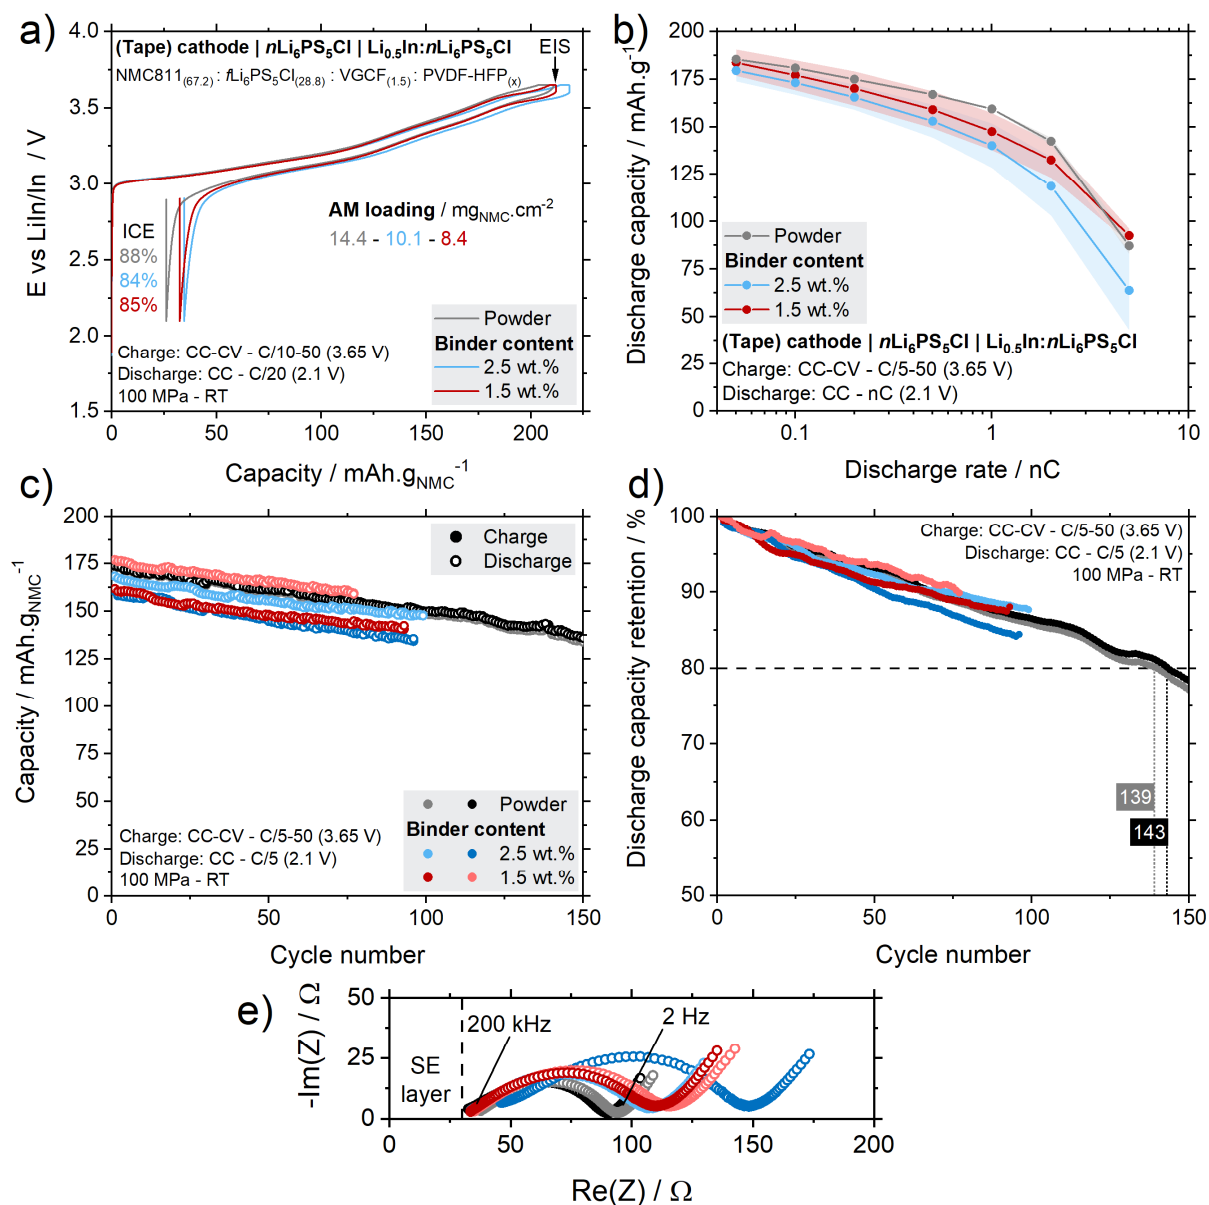 a)
4.0
3.5
3.0
2.5
2.0
1.5
E vs LiIn/In / V
(Tape) cathode | nLi6PS5Cl | Li0.5In:nLi6PS5Cl
EIS
NMC811(67.2) : fLi6PS5Cl(28.8) : VGCF(1.5) : PVDF-HFP(x)
AM loading / mgNMC.cm-2
14.4 - 10.1 - 8.4
ICE
88%
84%
85%
Powder
Binder content
2.5 wt.%
1.5 wt.%
Charge: CC-CV - C/10-50 (3.65 V)
Discharge: CC - C/20 (2.1 V)
100 MPa - RT
0 50 100 150 200
Capacity / mAh.gNMC-1
b)
200
175
150
125
100
75
50
25
0
Discharge capacity / mAh.g-1
Powder
Binder content
2.5 wt.%
1.5 wt.%
(Tape) cathode | nLi6PS5Cl | Li0.5In:nLi6PS5Cl
Charge: CC-CV - C/5-50 (3.65 V)
Discharge: CC - nC (2.1 V)
0.1 1 10
Discharge rate / nC
c)
200
175
150
125
100
75
50
25
0
Capacity / mAh.gNMC-1
Charge
Discharge
Powder
Binder content
2.5 wt.%
1.5 wt.%
Charge: CC-CV - C/5-50 (3.65 V)
Discharge: CC - C/5 (2.1 V)
100 MPa - RT
0 50 100 150
Cycle number
d)
100
90
80
70
60
50
Discharge capacity retention / %
Charge: CC-CV - C/5-50 (3.65 V)
Discharge: CC - C/5 (2.1 V)
100 MPa - RT
139
143
0 50 100 150
Cycle number
e)
50
25
0
-Im(Z) / Ω
200 kHz
2 Hz
SE
layer
0 50 100 150 200
Re(Z) / Ω